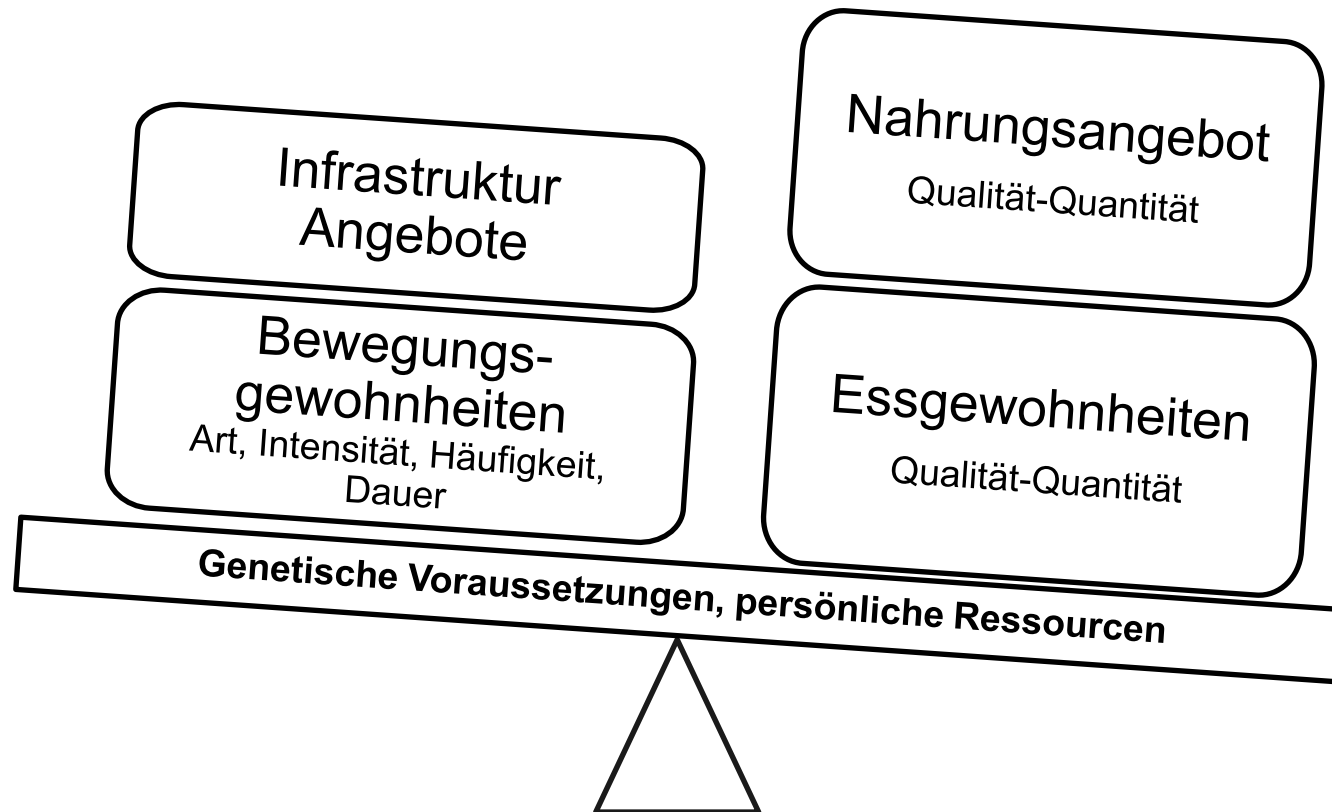 Infrastruktur
Angebote
Bewegungs-
gewohnheiten
Art, Intensität, Häufigkeit,
Dauer
Nahrungsangebot
Qualität-Quantität
Essgewohnheiten
Qualität-Quantität
Genetische Voraussetzungen, persönliche Ressourcen